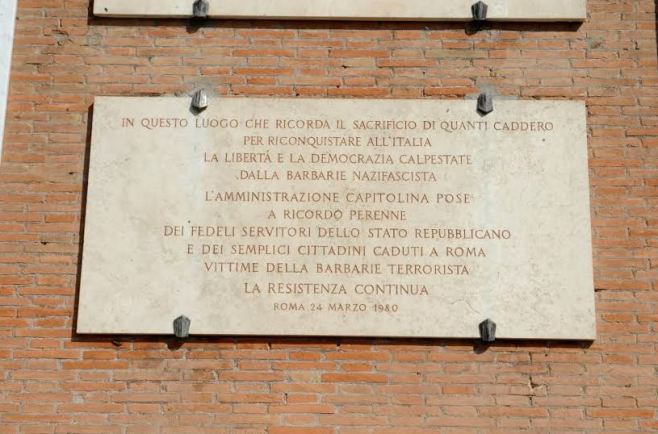 IN QUESTO LUOGO CHE RICORDA IL SACRIFICIO DI QUANTI CADDERO
PER RICONQUISTARE ALL'ITALIA
LA LIBERTÁ E LA DEMOCRAZIA CALPESTATE
DALLA BARBARIE NAZIFASCISTA
L'AMMINISTRAZIONE CAPITOLINA POSE
A RICORDO PERENNE
DEI FEDELI SERVITORI DELLO STATO REPUBBLICANO
E DEI SEMPLICI CITTADINI CADUTI A ROMA
VITTIME DELLA BARBARIE TERRORISTA
LA RESISTENZA CONTINUA
ROMA 24 MARZO 1980